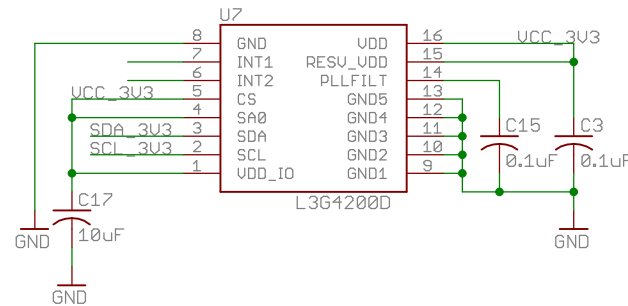 U7
8 GND VDD 16 VCC_3V3
7 INT1 RESV_VDD 15
6 INT2 PLLFILT 14
VCC_3V3 5 CS GND5 13
4 SA0 GND4 12 C15 C3
SDA_3V3 3 SDA GND3 11
SCL_3V3 2 SCL GND2 10 0.1uF 0.1uF
1 VDD_IO GND1 9
C17 L3G4200D
10uF
GND GND
GND